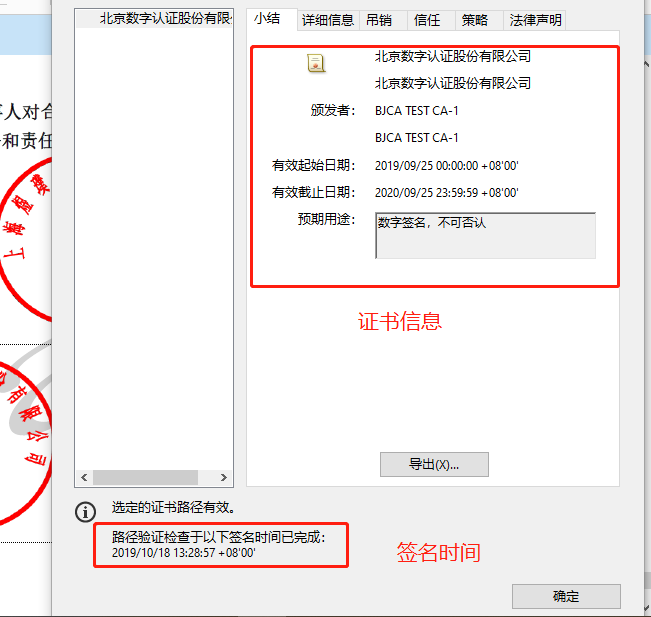 北京数字认证股份有限
小结 详细信息 吊销 信任 策略 法律声明
北京数字认证股份有限公司
北京数字认证股份有限公司
颁发者： BJCA TEST CA-1
BJCA TEST CA-1
有效起始日期： 2019/09/25 00:00:00 +08'00'
有效截止日期： 2020/09/25 23:59:59 +08'00'
预期用途： 数字签名，不可否认
人对合
和责任
上海
证书信息
有限公司
导出(X)...
选定的证书路径有效。
路径验证检查于以下签名时间已完成：
2019/10/18 13:28:57 +08'00'
签名时间
确定